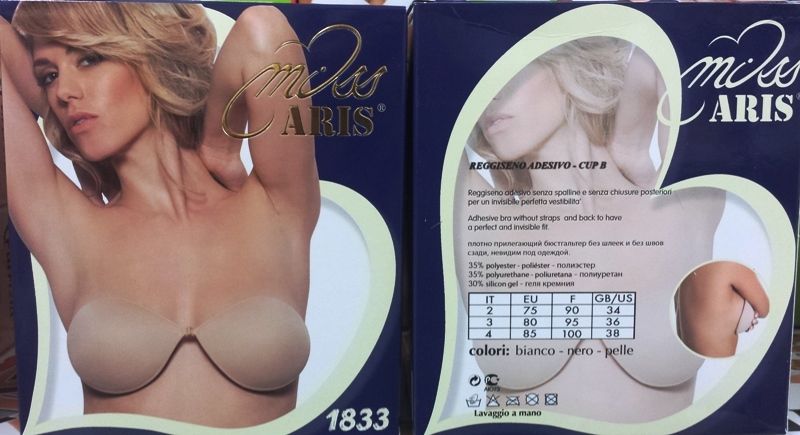 miss
ARIS®
1833
miss
ARIS®
REGGISENO ADESIVO - CUP B
Reggiseno adesivo senza spalline e senza chiusure posteriori
per un invisibile perfetta vestibilita'
Adhesive bra without straps and back to have
a perfect and invisible fit.
плотно прилегающий бюстгальтер без шлеек и без швов
сзади, невидим под одеждой.
35% polyester - poliéster - полиэстер
35% polyurethane - poliuretana - полиуретан
30% silicon gel - геля кремния
IT EU F GB/US
2 75 90 34
3 80 95 36
4 85 100 38
colori: bianco - nero - pelle
Lavaggio a mano